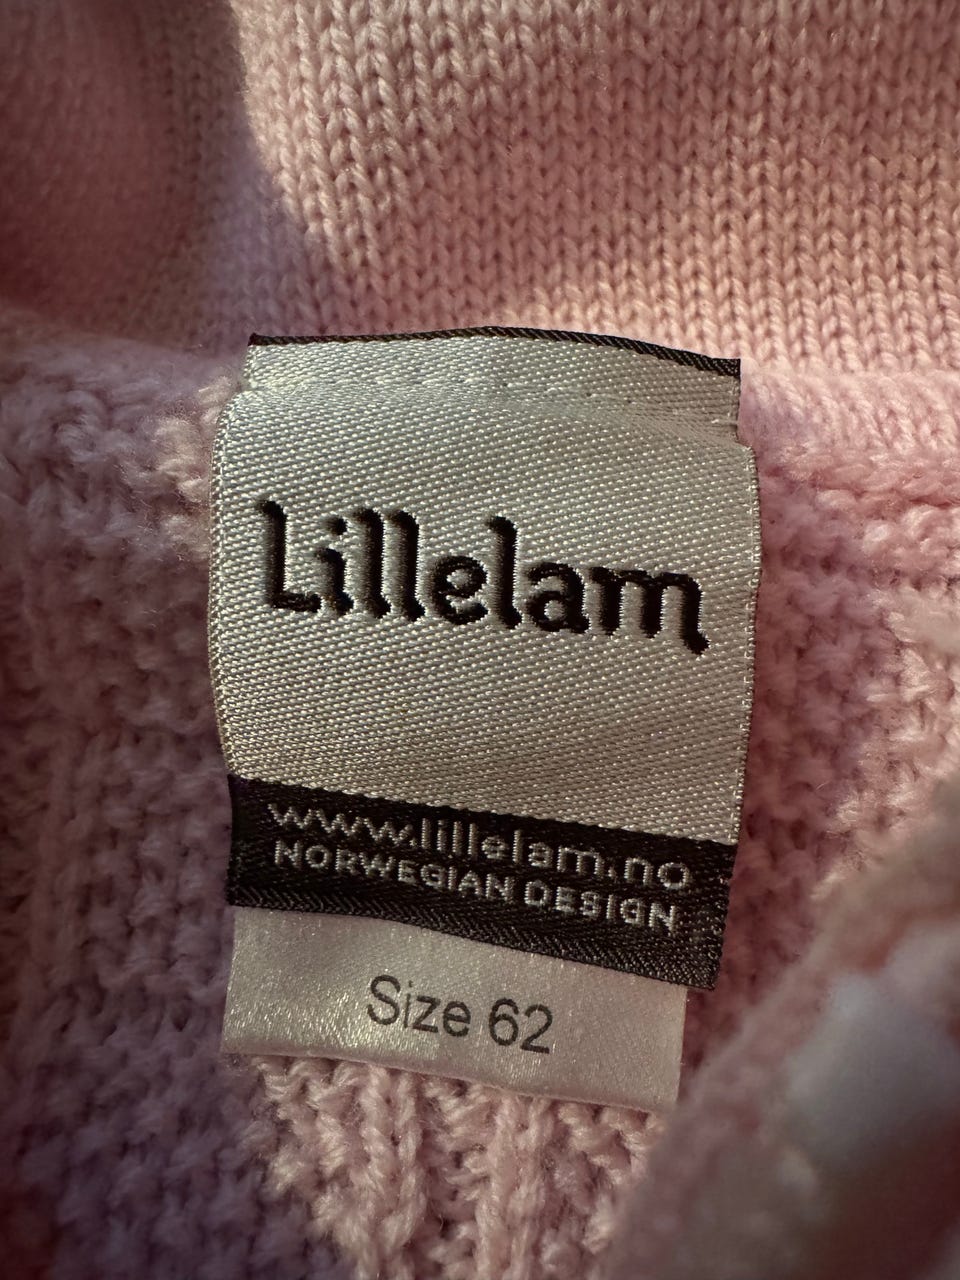 Lillelam
www.lillelam.no
NORWEGIAN DESIGN
Size 62